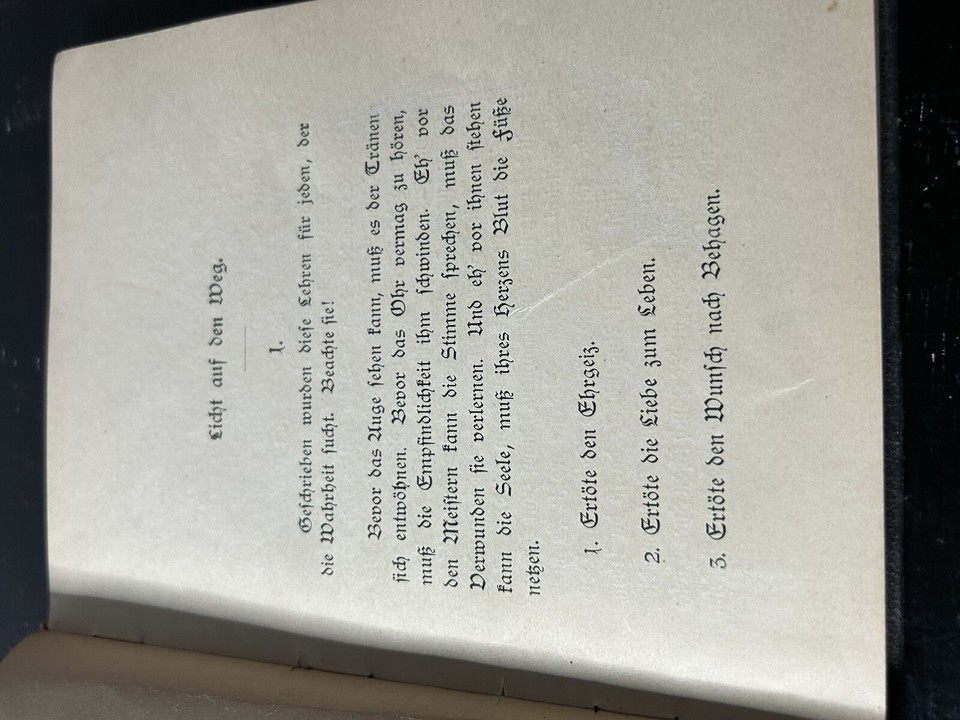 Licht auf den Weg.
1.
Geschrieben wurden diese Lehren für jeden, der
die Wahrheit sucht. Beachte sie!
Bevor das Auge sehen kann, muß es der Tränen
sich entwöhnen. Bevor das Ohr vermag zu hören,
muß die Empfindlichkeit ihm schwinden. Eh’ vor
den Meistern kann die Stimme sprechen, muß das
Verwunden sie verlernen. Und eh’ vor ihnen stehen
kann die Seele, muß ihres Herzens Blut die Füße
netzen.
1. Ertöte den Ehrgeiz.
2. Ertöte die Liebe zum Leben.
3. Ertöte den Wunsch nach Behagen.